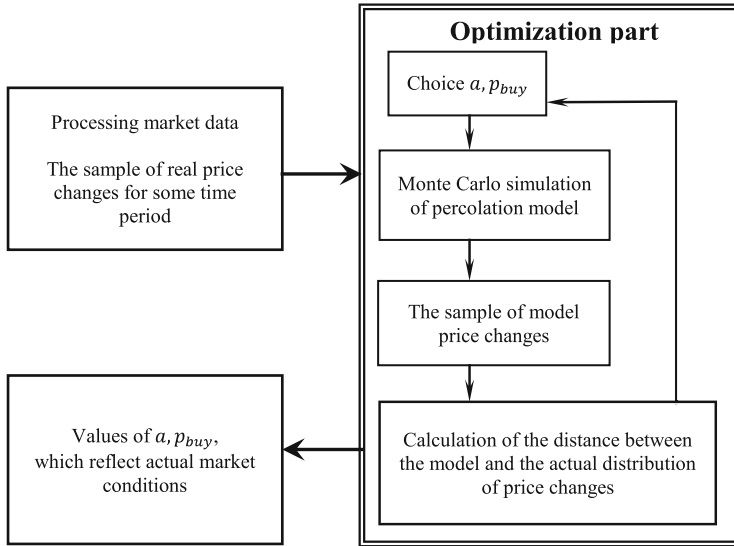 Processing market data
The sample of real price
changes for some time
period
Optimization part
Choice a, p_buy
Monte Carlo simulation
of percolation model
The sample of model
price changes
Calculation of the distance between
the model and the actual distribution
of price changes
Values of a, p_buy,
which reflect actual market
conditions